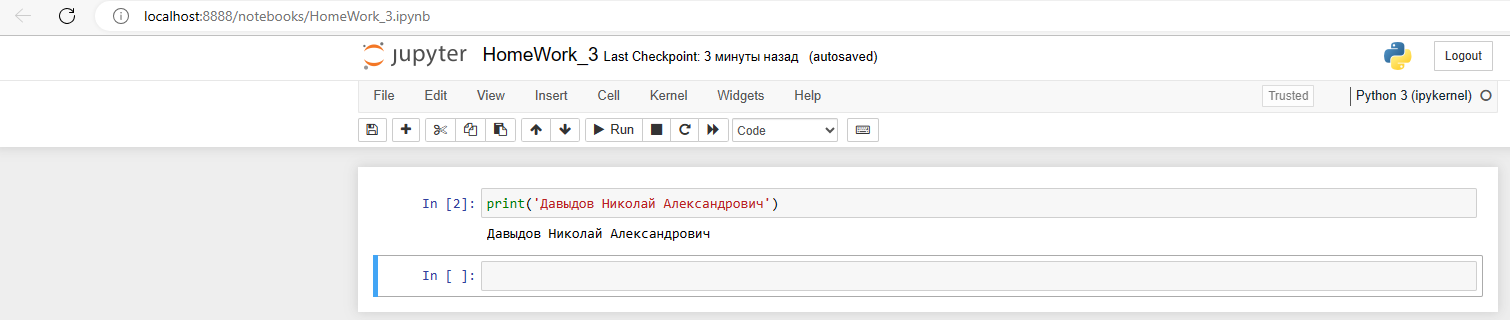 localhost:8888/notebooks/HomeWork_3.ipynb
jupyter HomeWork_3 Last Checkpoint: 3 минуты назад (autosaved) Logout
File Edit View Insert Cell Kernel Widgets Help Trusted Python 3 (ipykernel)
Run Code
In [2]: print('Давыдов Николай Александрович')
Давыдов Николай Александрович
In [ ]: